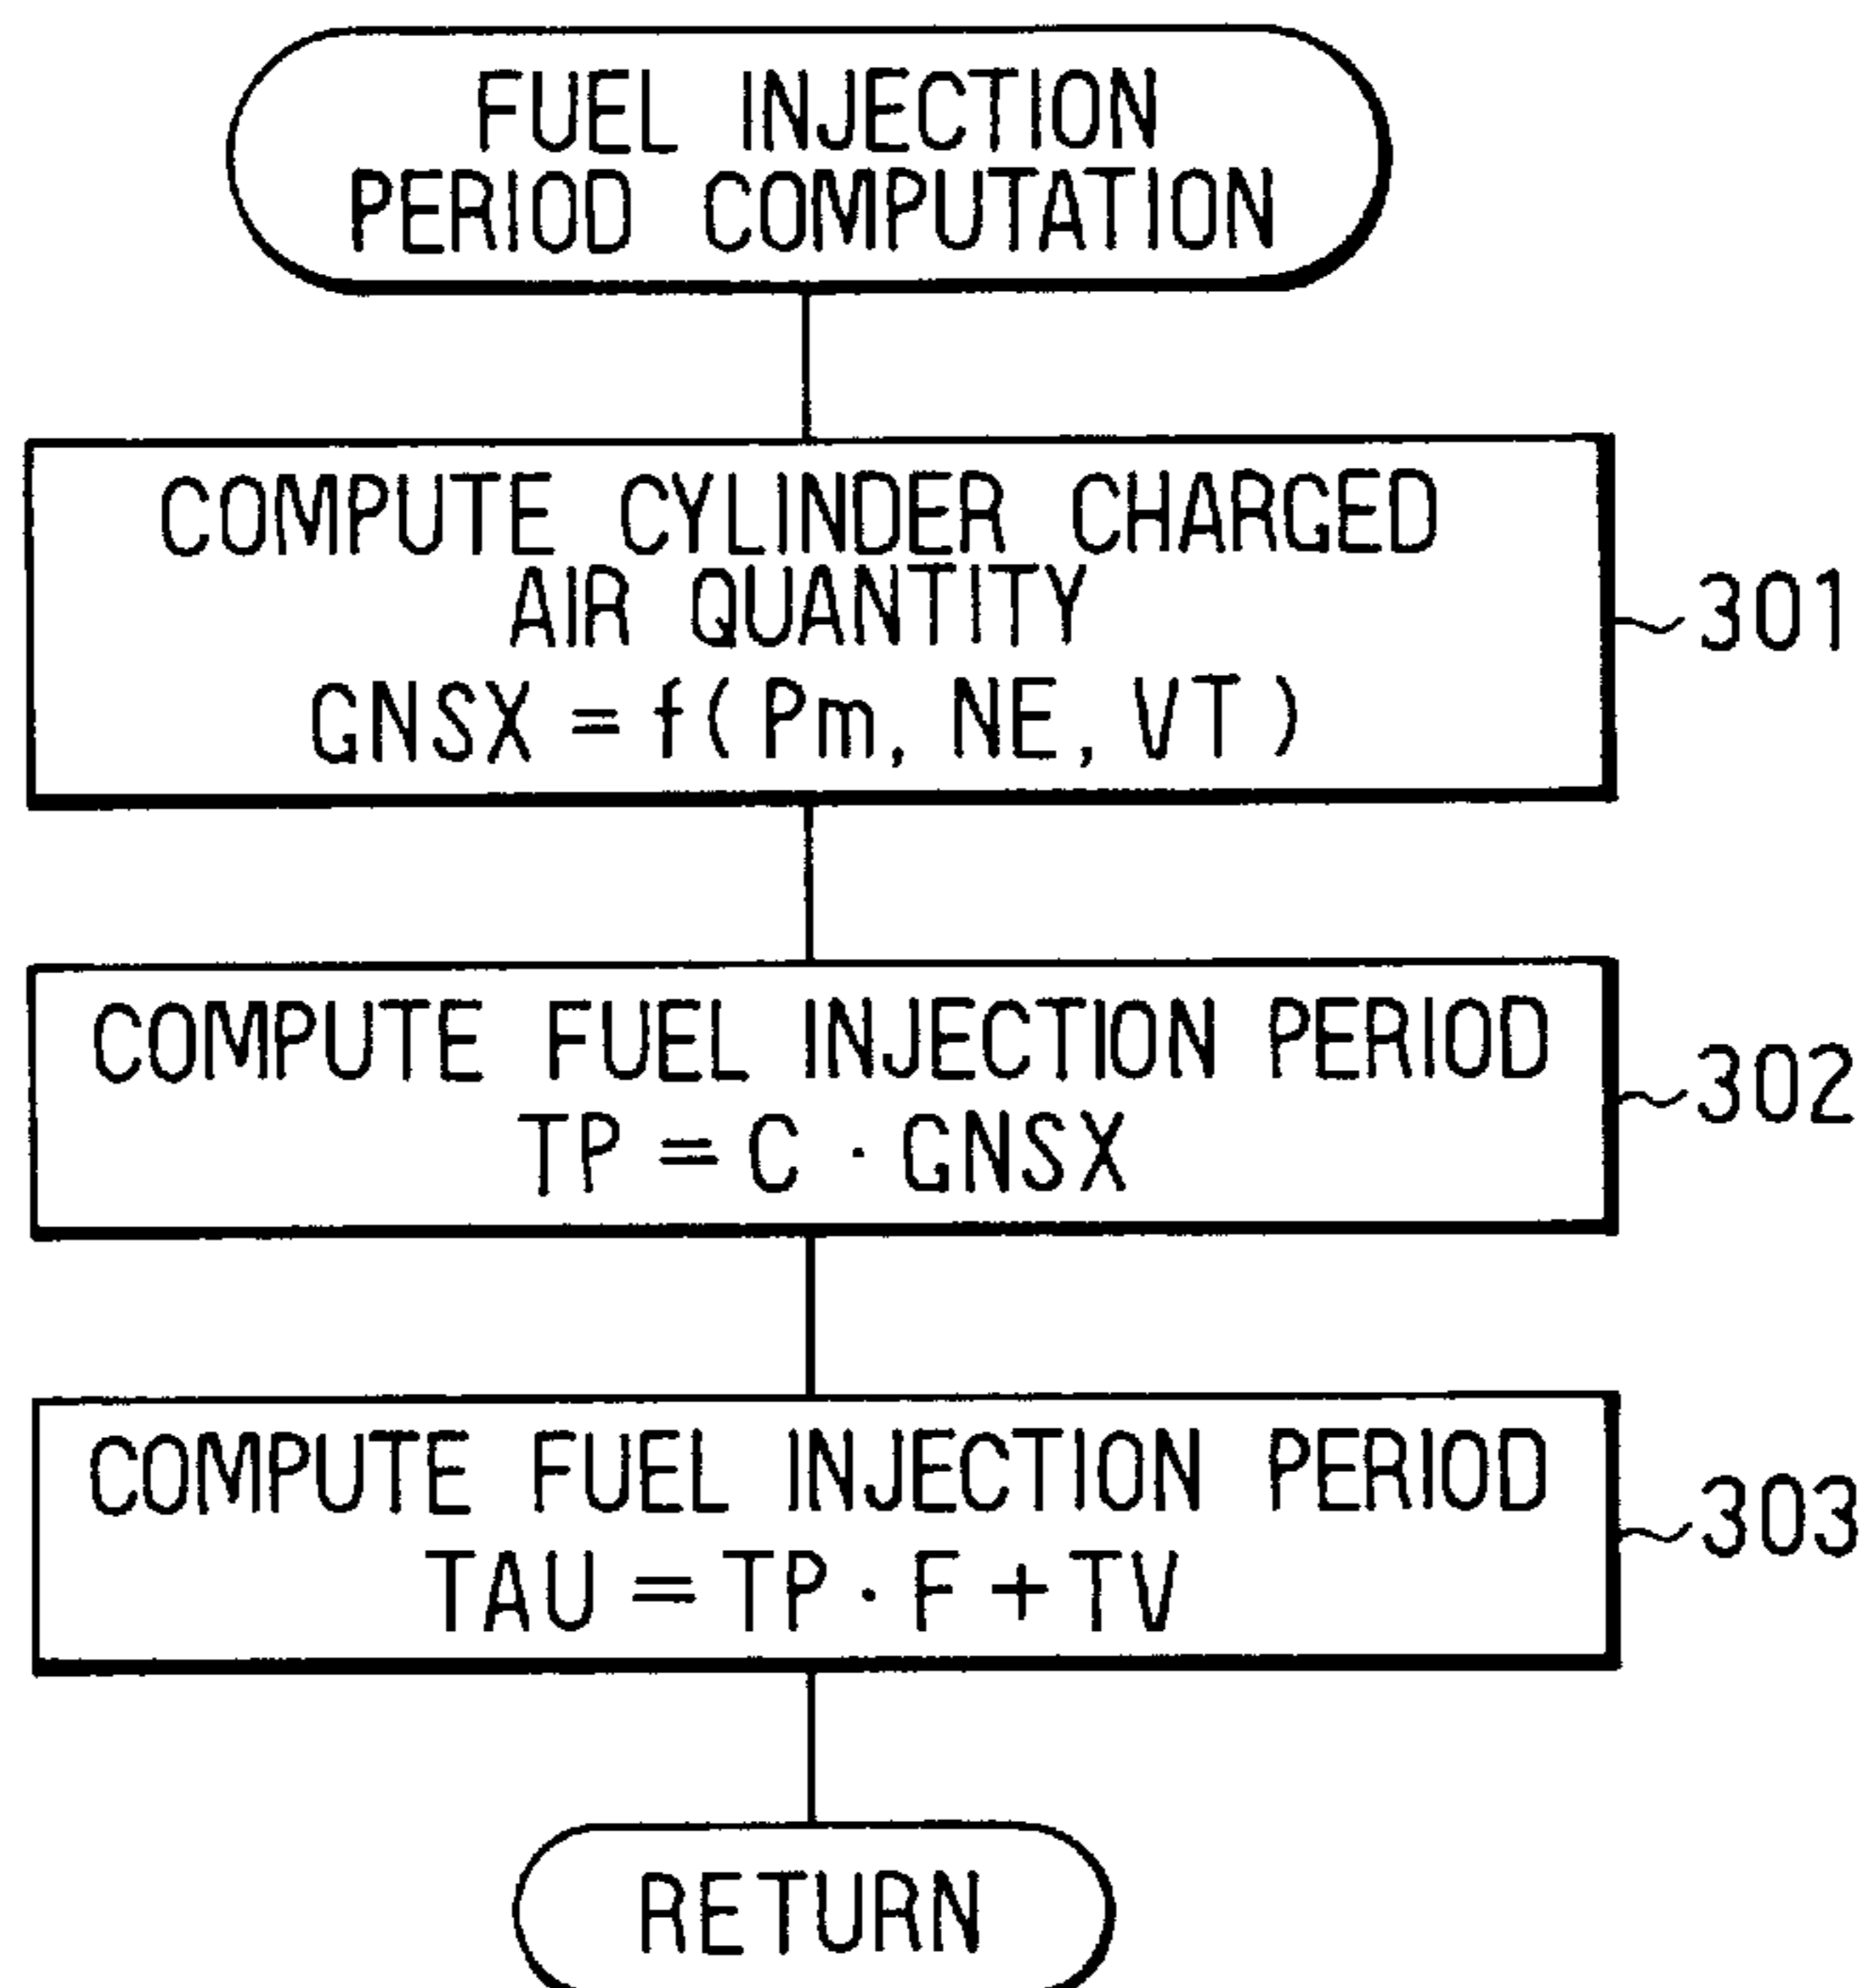 FUEL INJECTION
PERIOD COMPUTATION
COMPUTE CYLINDER CHARGED
AIR QUANTITY
GNSX = f( Pm, NE, VT )
301
COMPUTE FUEL INJECTION PERIOD
TP = C · GNSX
302
COMPUTE FUEL INJECTION PERIOD
TAU = TP · F + TV
303
RETURN